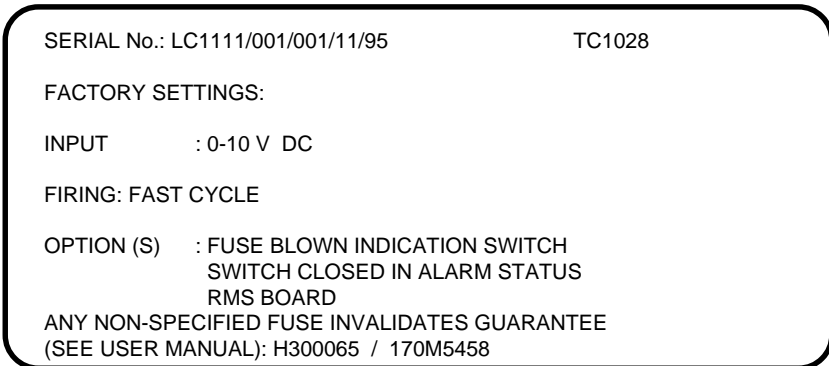 SERIAL No.: LC1111/001/001/11/95 TC1028
FACTORY SETTINGS:
INPUT : 0-10 V DC
FIRING: FAST CYCLE
OPTION (S) : FUSE BLOWN INDICATION SWITCH
SWITCH CLOSED IN ALARM STATUS
RMS BOARD
ANY NON-SPECIFIED FUSE INVALIDATES GUARANTEE
(SEE USER MANUAL): H300065 / 170M5458